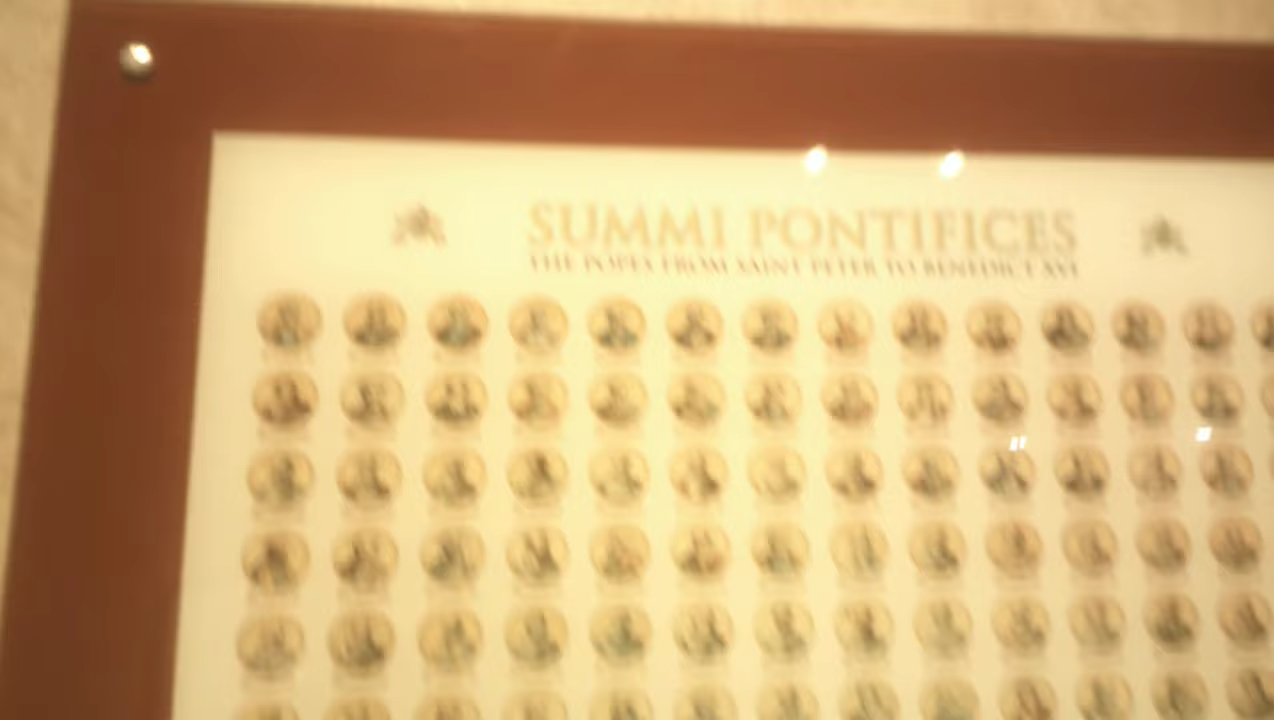 SUMMI PONTIFICES
THE POPES FROM SAINT PETER TO BENEDICT XVI